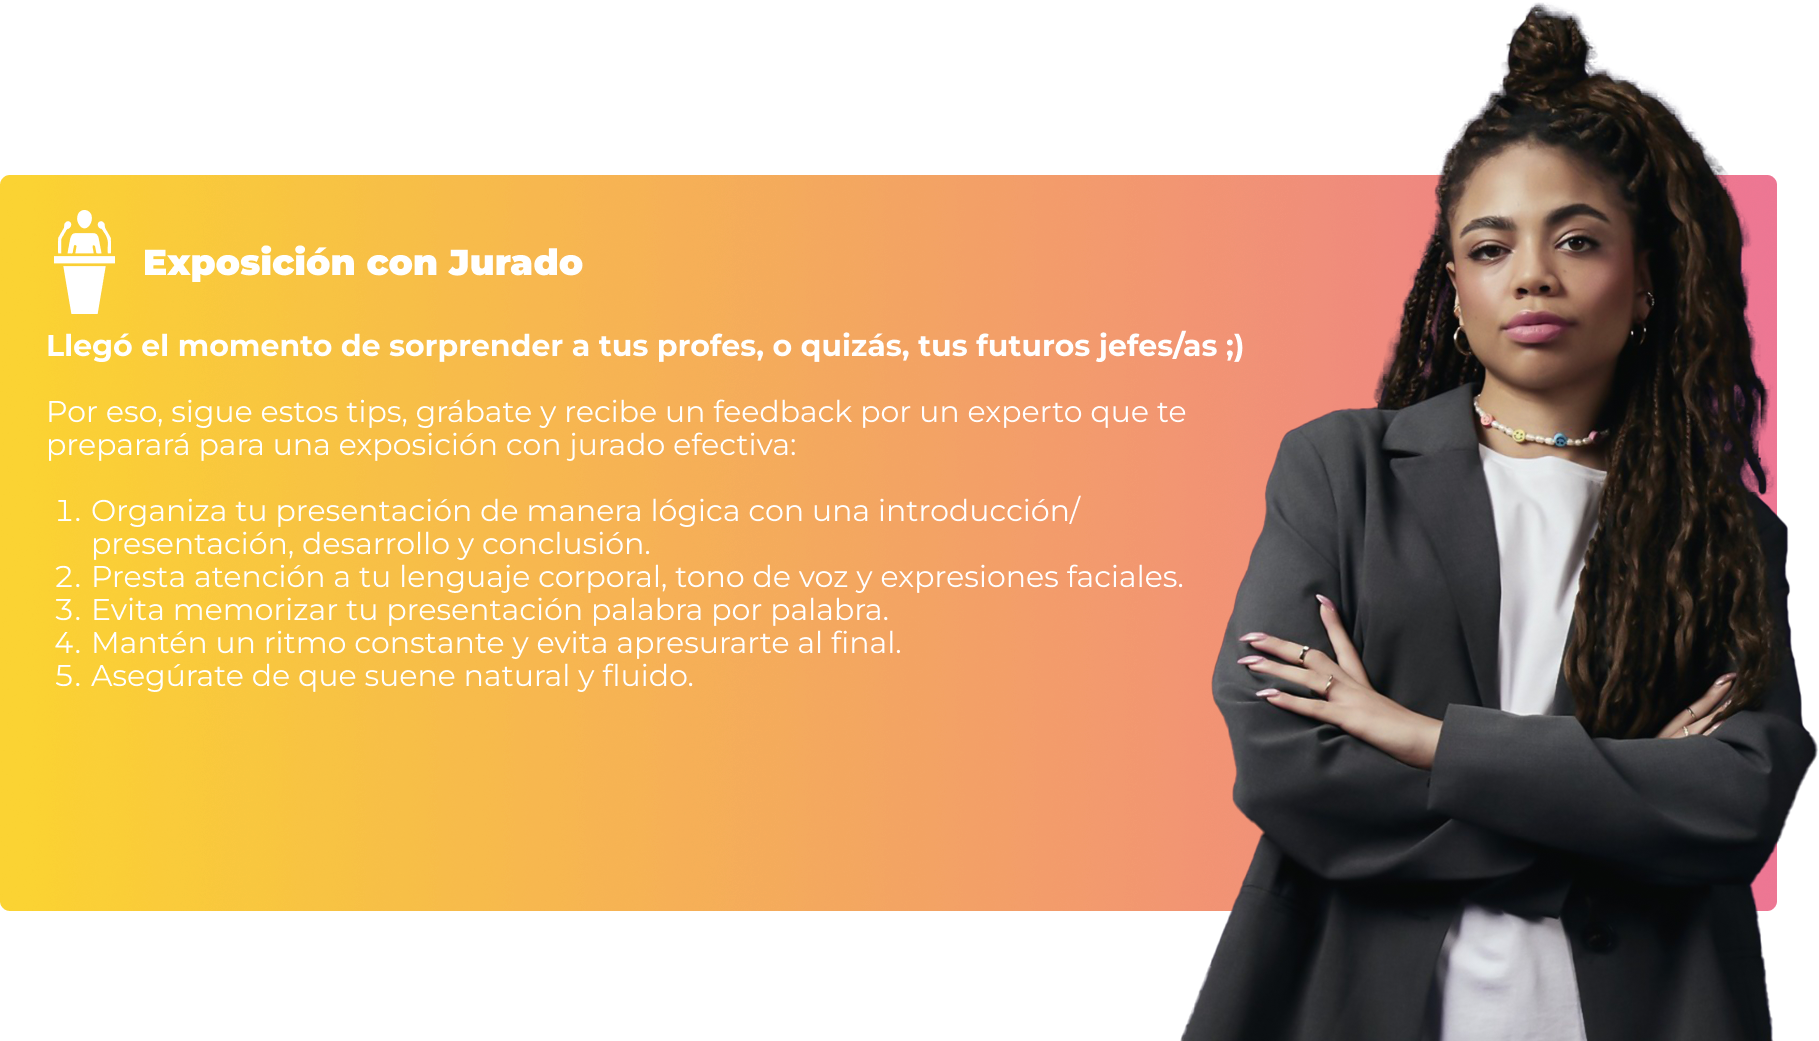 Exposición con Jurado
Llegó el momento de sorprender a tus profes, o quizás, tus futuros jefes/as ;)
Por eso, sigue estos tips, grábate y recibe un feedback por un experto que te
preparará para una exposición con jurado efectiva:
1. Organiza tu presentación de manera lógica con una introducción/
presentación, desarrollo y conclusión.
2. Presta atención a tu lenguaje corporal, tono de voz y expresiones faciales.
3. Evita memorizar tu presentación palabra por palabra.
4. Mantén un ritmo constante y evita apresurarte al final.
5. Asegúrate de que suene natural y fluido.